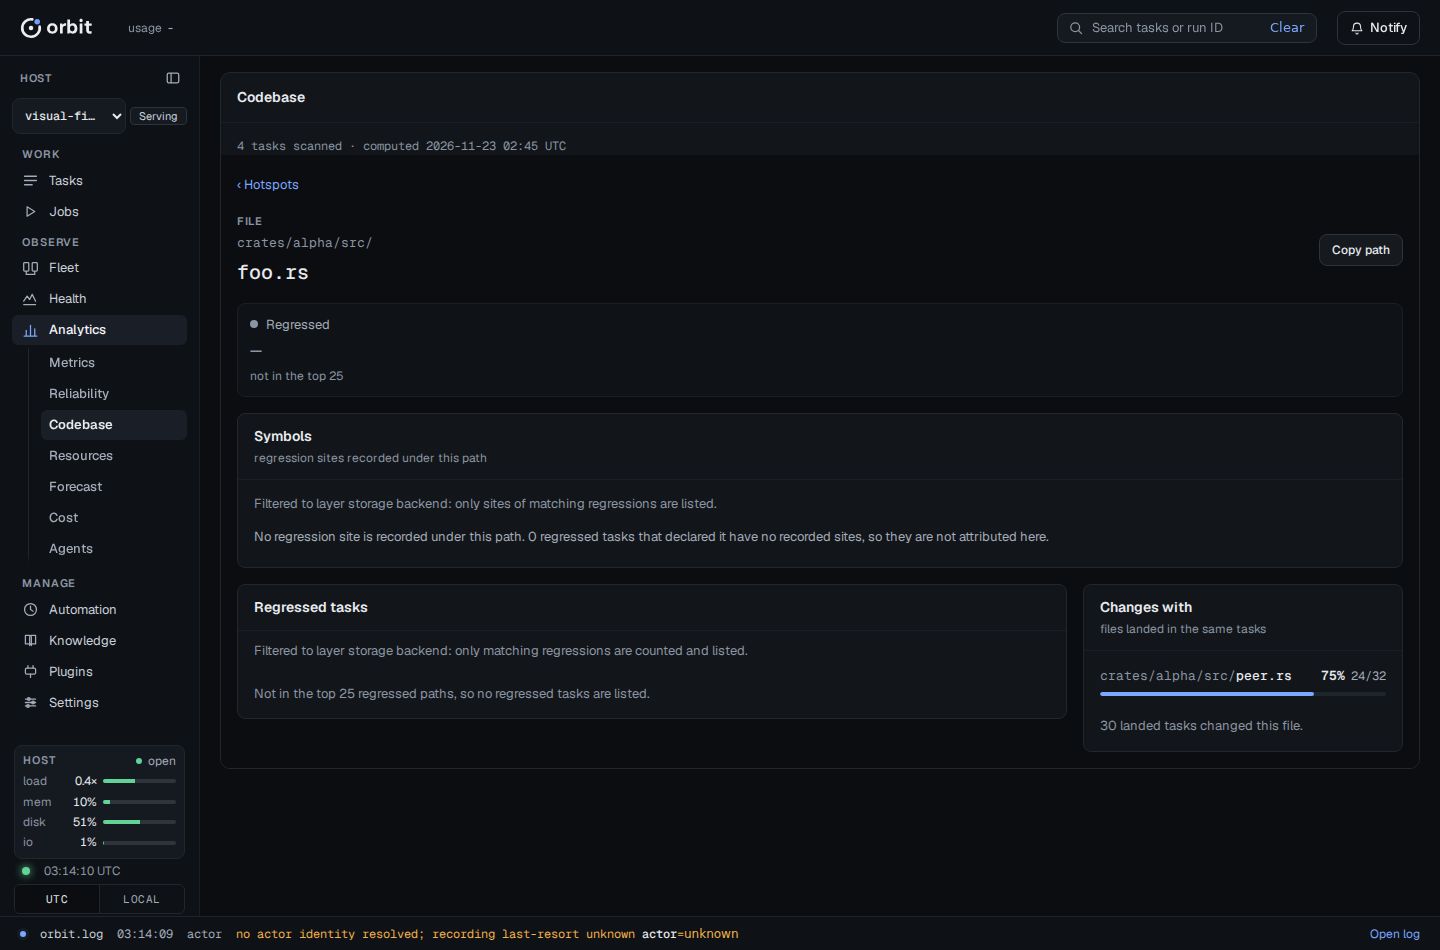 orbit
usage -
Search tasks or run ID
Clear
Notify
HOST
visual-fi…
Serving
WORK
Tasks
Jobs
OBSERVE
Fleet
Health
Analytics
Metrics
Reliability
Codebase
Resources
Forecast
Cost
Agents
MANAGE
Automation
Knowledge
Plugins
Settings
HOST
open
load 0.4×
mem 10%
disk 51%
io 1%
03:14:10 UTC
UTC
LOCAL
Codebase
4 tasks scanned · computed 2026-11-23 02:45 UTC
‹ Hotspots
FILE
crates/alpha/src/
foo.rs
Copy path
Regressed
—
not in the top 25
Symbols
regression sites recorded under this path
Filtered to layer storage backend: only sites of matching regressions are listed.
No regression site is recorded under this path. 0 regressed tasks that declared it have no recorded sites, so they are not attributed here.
Regressed tasks
Filtered to layer storage backend: only matching regressions are counted and listed.
Not in the top 25 regressed paths, so no regressed tasks are listed.
Changes with
files landed in the same tasks
crates/alpha/src/peer.rs 75% 24/32
30 landed tasks changed this file.
orbit.log 03:14:09 actor no actor identity resolved; recording last-resort unknown actor=unknown
Open log